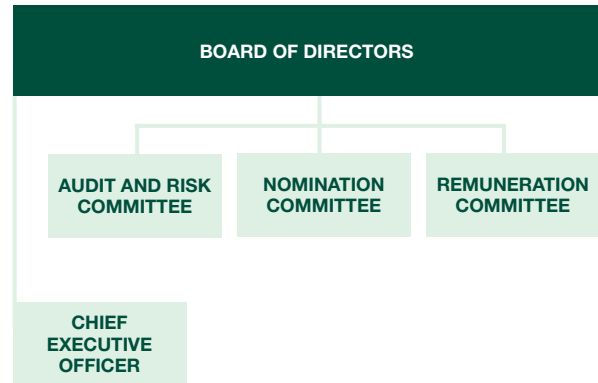 BOARD OF DIRECTORS
AUDIT AND RISK
COMMITTEE
NOMINATION
COMMITTEE
REMUNERATION
COMMITTEE
CHIEF
EXECUTIVE
OFFICER